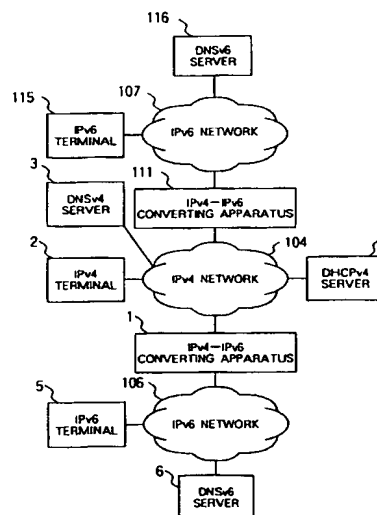 116
DNSv6
SERVER
107
115
IPv6
TERMINAL
IPv6 NETWORK
3
111
DNSv4
SERVER
IPv4-IPv6
CONVERTING APPARATUS
104
2
IPv4
TERMINAL
IPv4 NETWORK
DHCPv4
SERVER
1
IPv4-IPv6
CONVERTING APPARATUS
106
5
IPv6
TERMINAL
IPv6 NETWORK
6
DNSv6
SERVER